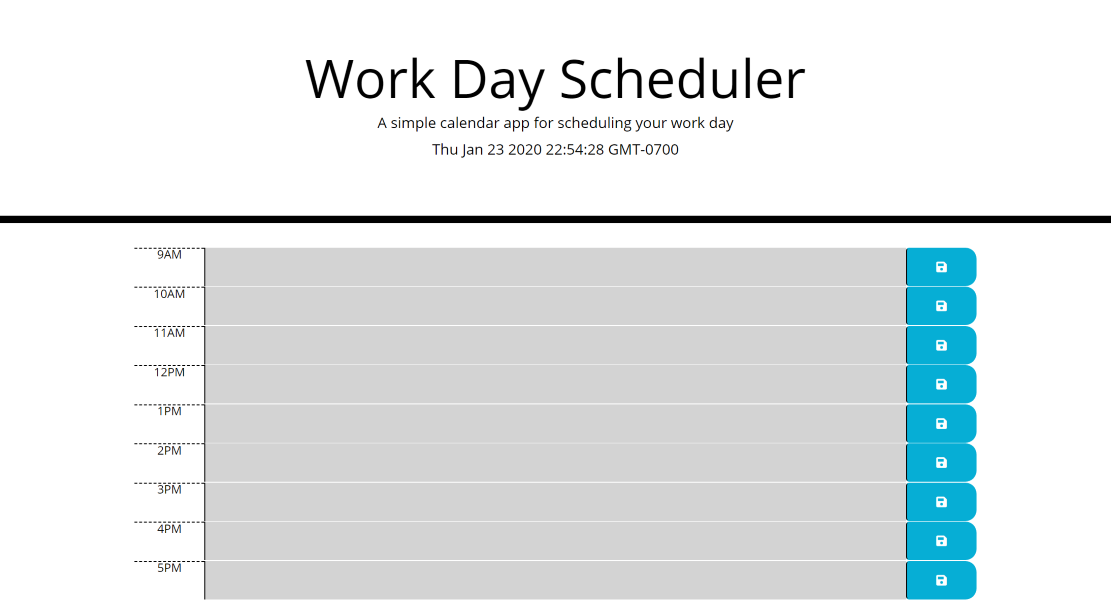 Work Day Scheduler
A simple calendar app for scheduling your work day
Thu Jan 23 2020 22:54:28 GMT-0700
9AM
10AM
11AM
12PM
1PM
2PM
3PM
4PM
5PM